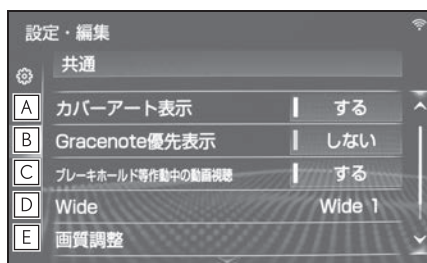 設定・編集
共通
A カバーアート表示 する
B Gracenote優先表示 しない
C ブレーキホールド等作動中の動画視聴 する
D Wide Wide 1
E 画質調整